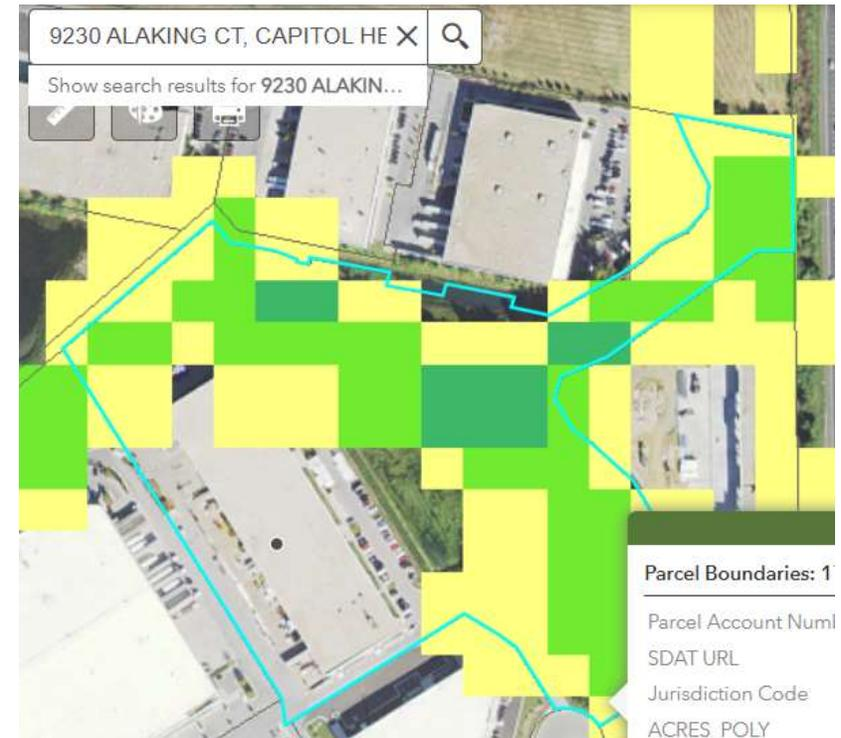 9230 ALAKING CT, CAPITOL HE
Show search results for 9230 ALAKIN...
Parcel Boundaries: 1
Parcel Account Num
SDAT URL
Jurisdiction Code
ACRES_POLY